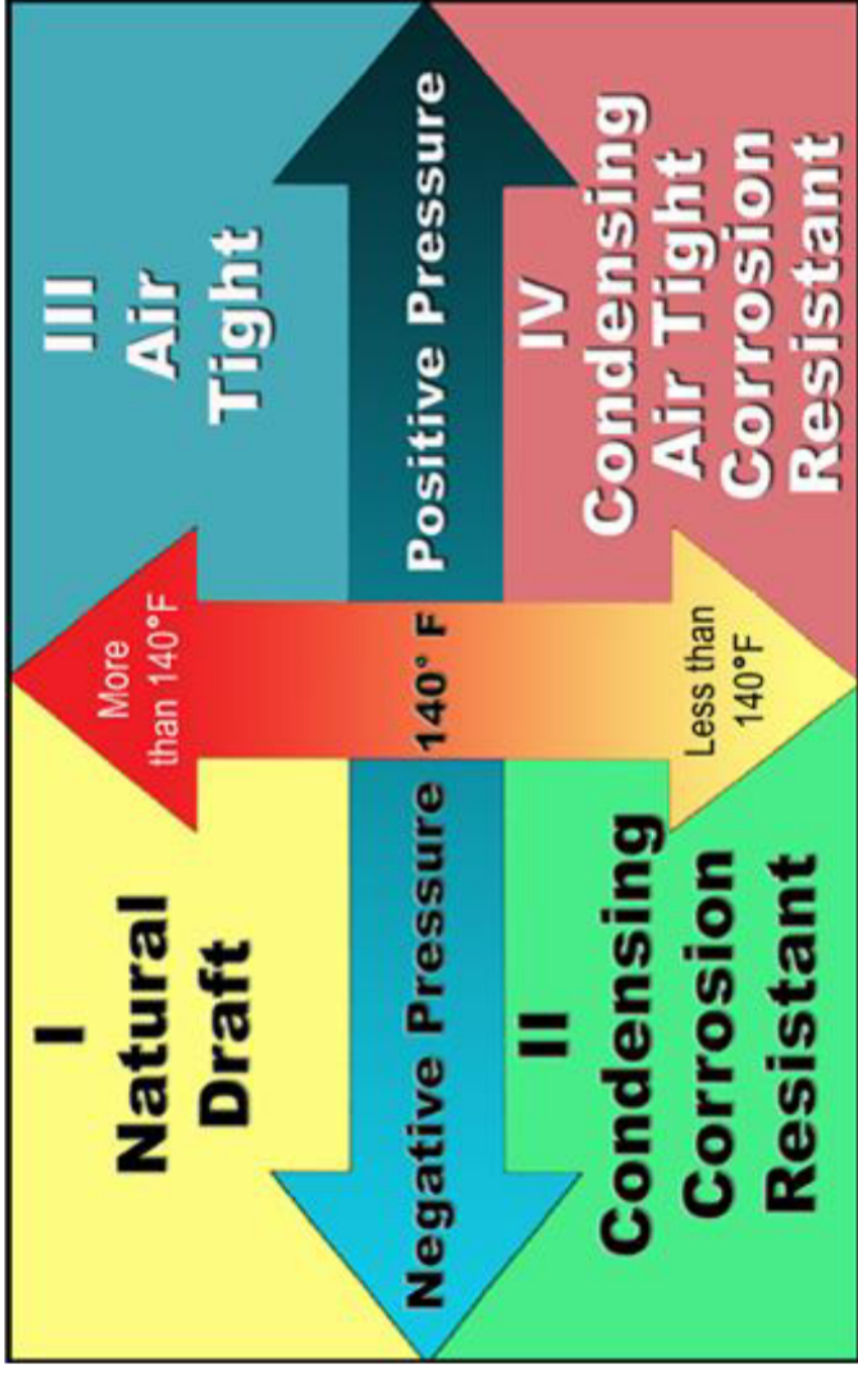 I
Natural
Draft
More
than 140°F
III
Air
Tight
Negative Pressure
140° F
Positive Pressure
II
Condensing
Corrosion
Resistant
Less than
140°F
IV
Condensing
Air Tight
Corrosion
Resistant